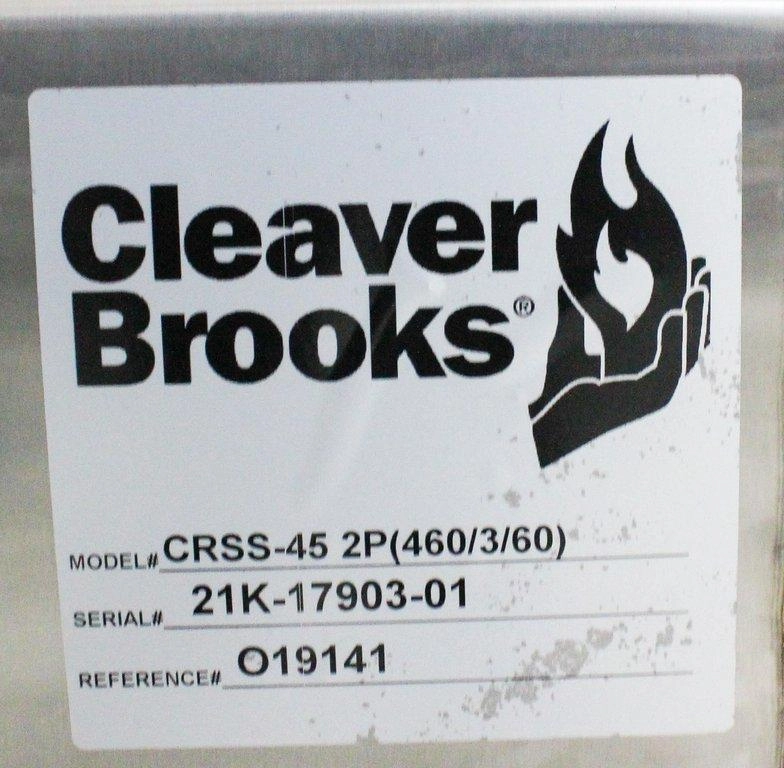 Cleaver
Brooks®
MODEL# CRSS-45 2P(460/3/60)
SERIAL# 21K-17903-01
REFERENCE# O19141